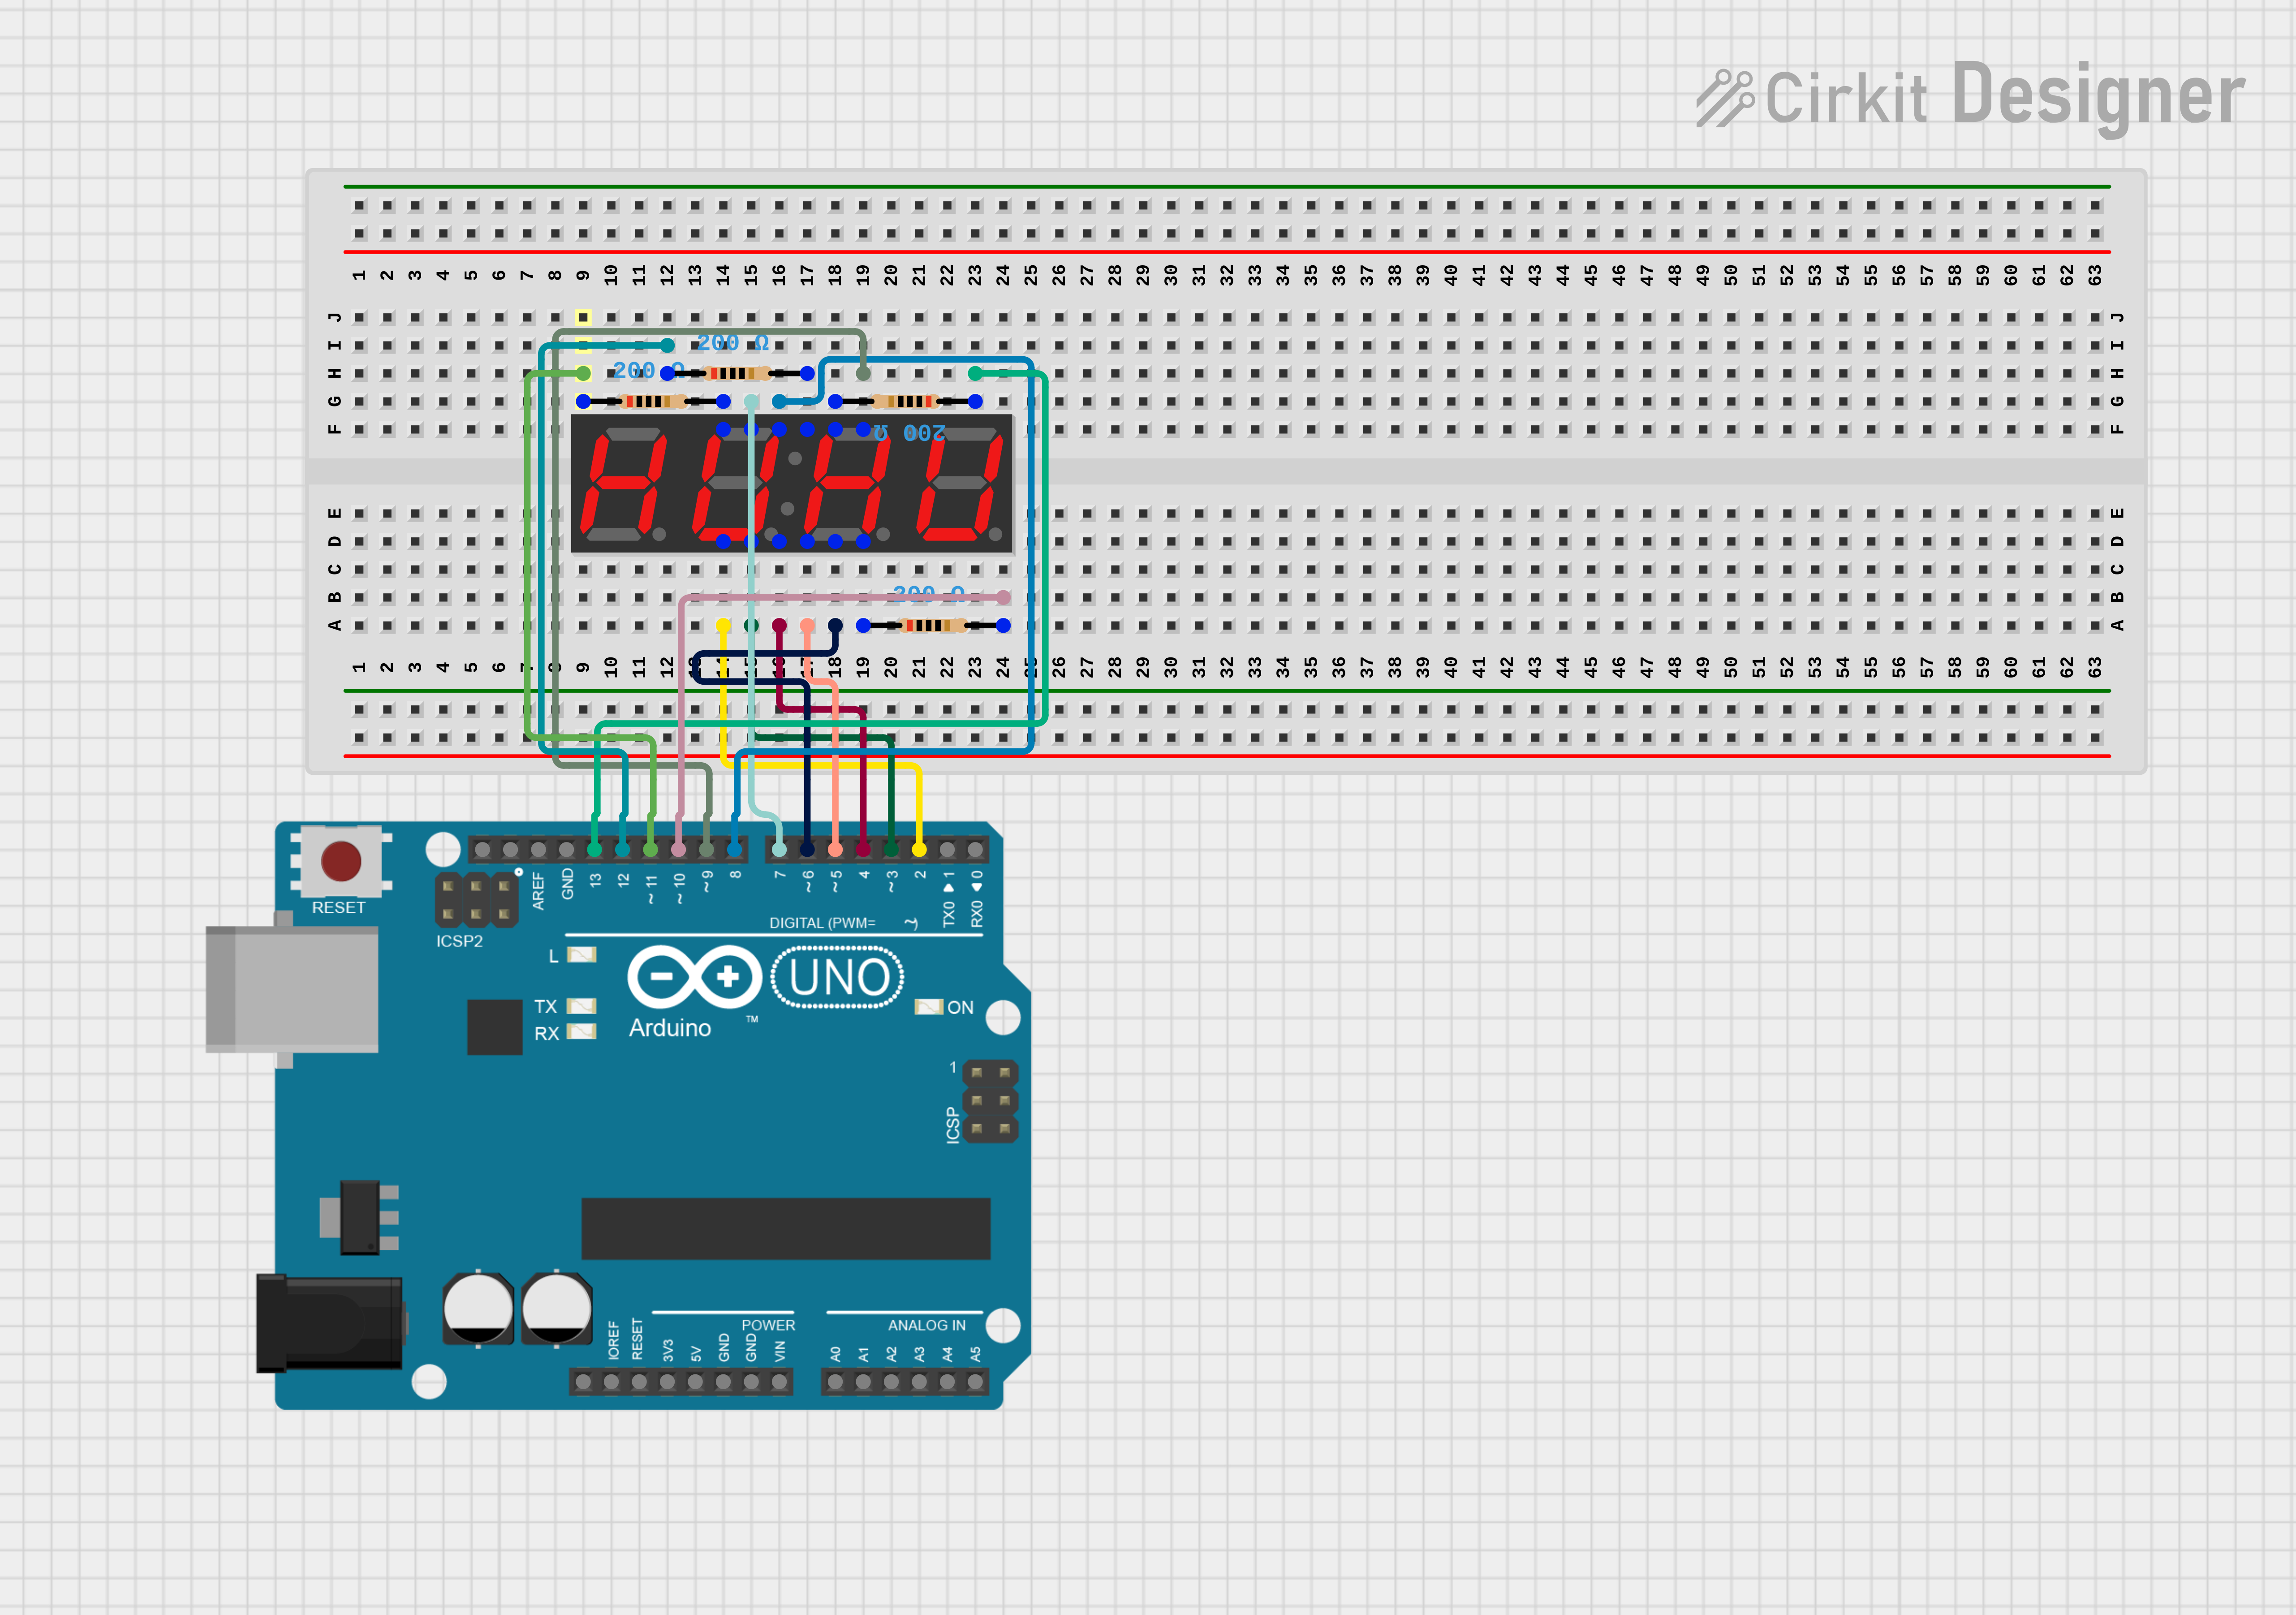 Cirkit Designer
1 2 3 4 5 6 7 8 9 10 11 12 13 14 15 16 17 18 19 20 21 22 23 24 25 26 27 28 29 30 31 32 33 34 35 36 37 38 39 40 41 42 43 44 45 46 47 48 49 50 51 52 53 54 55 56 57 58 59 60 61 62 63
J J
I 200 Ω I
H 200 Ω H
G G
F 200 Ω F
E E
D D
C C
B 200 Ω B
A A
1 2 3 4 5 6 7 8 9 10 11 12 13 14 15 16 17 18 19 20 21 22 23 24 25 26 27 28 29 30 31 32 33 34 35 36 37 38 39 40 41 42 43 44 45 46 47 48 49 50 51 52 53 54 55 56 57 58 59 60 61 62 63
RESET
AREF GND 13 12 ~11 ~10 ~9 8 7 ~6 ~5 4 ~3 2 TX0 ▶ 1 RX0 ◀ 0
ICSP2
DIGITAL (PWM= ~)
L
UNO
TX
ON
RX
Arduino ™
1
ICSP
POWER
ANALOG IN
IOREF RESET 3V3 5V GND GND VIN A0 A1 A2 A3 A4 A5